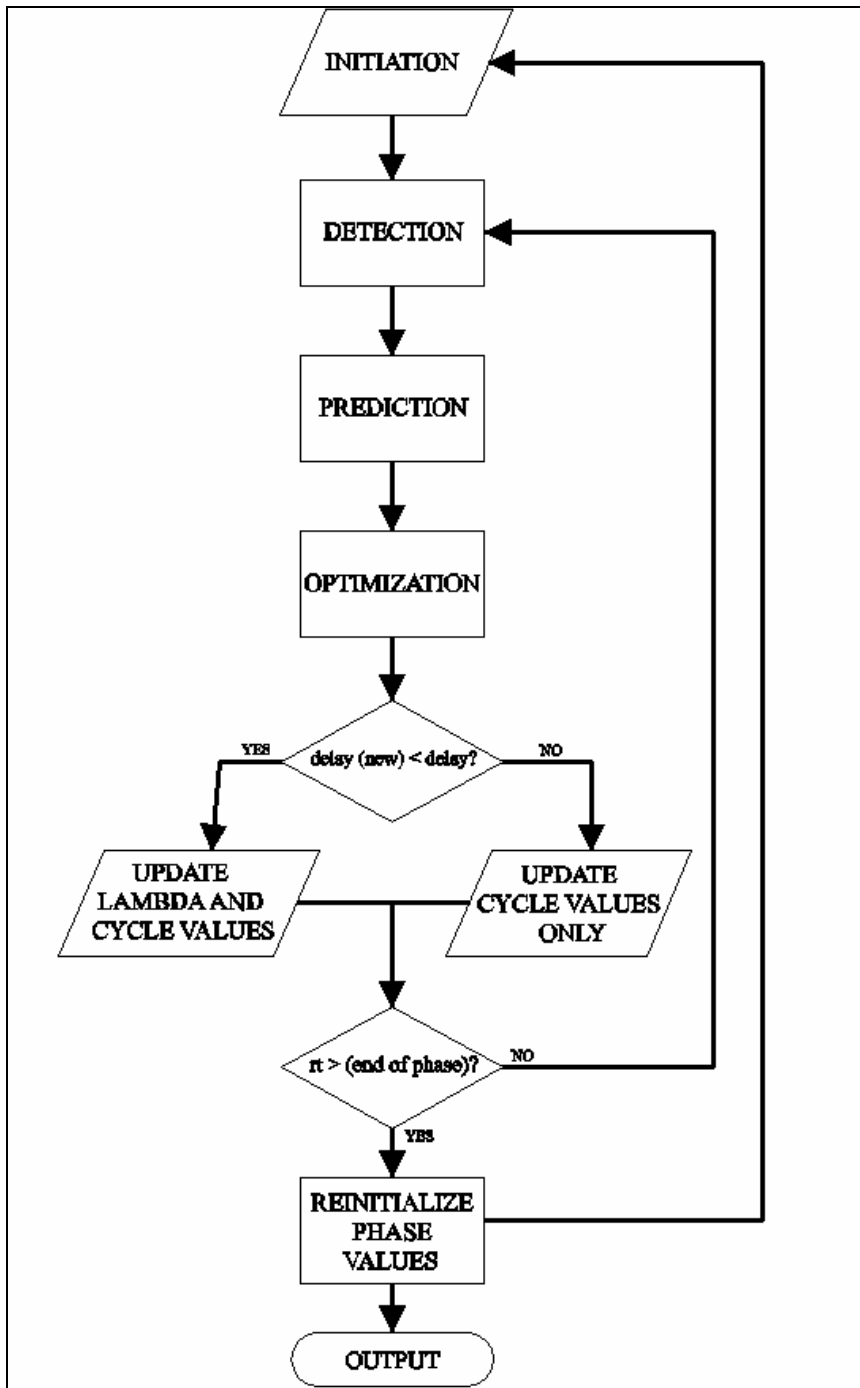 INITIATION
DETECTION
PREDICTION
OPTIMIZATION
delay (new) < delay?
YES
NO
UPDATE
LAMBDA AND
CYCLE VALUES
UPDATE
CYCLE VALUES
ONLY
rt > (end of phase)?
NO
YES
REINITIALIZE
PHASE
VALUES
OUTPUT